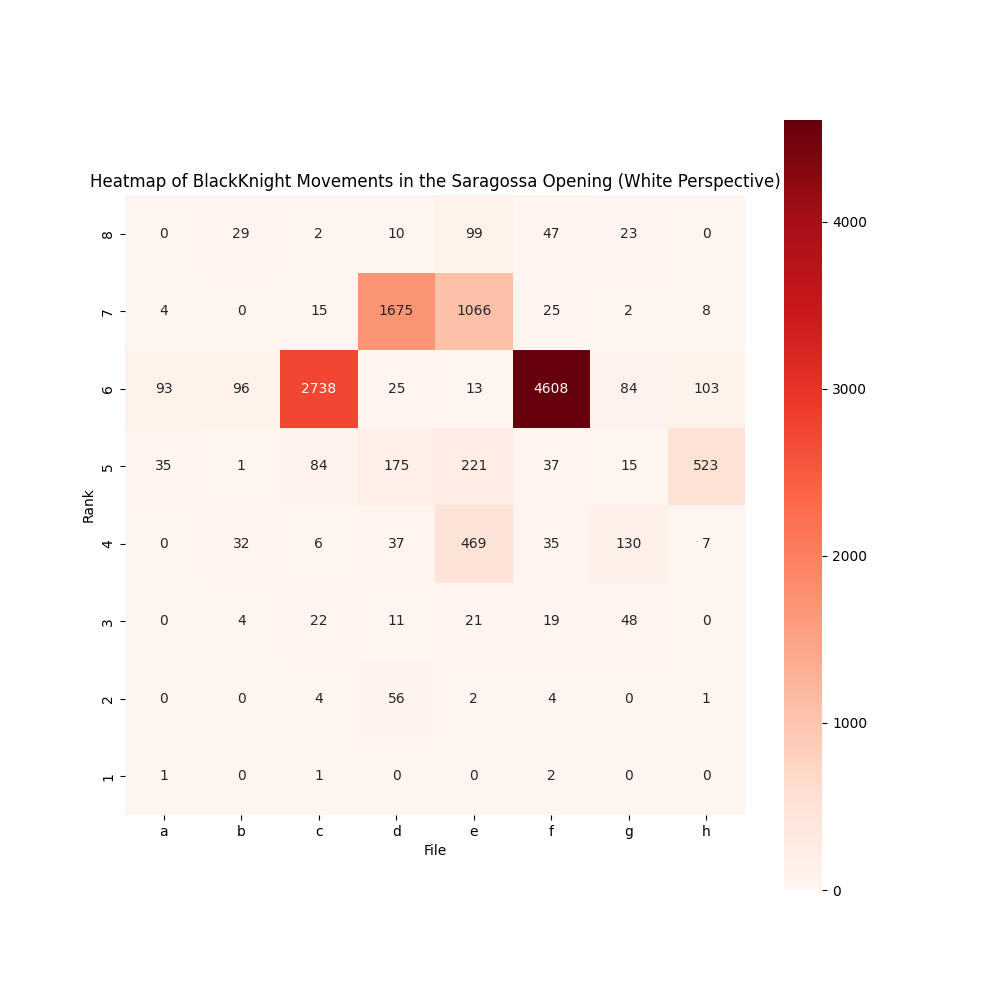 Heatmap of BlackKnight Movements in the Saragossa Opening (White Perspective)
8 0 29 2 10 99 47 23 0
7 4 0 15 1675 1066 25 2 8
6 93 96 2738 25 13 4608 84 103
5 35 1 84 175 221 37 15 523
4 0 32 6 37 469 35 130 7
3 0 4 22 11 21 19 48 0
2 0 0 4 56 2 4 0 1
1 1 0 1 0 0 2 0 0
a b c d e f g h
File
Rank
4000
3000
2000
1000
0